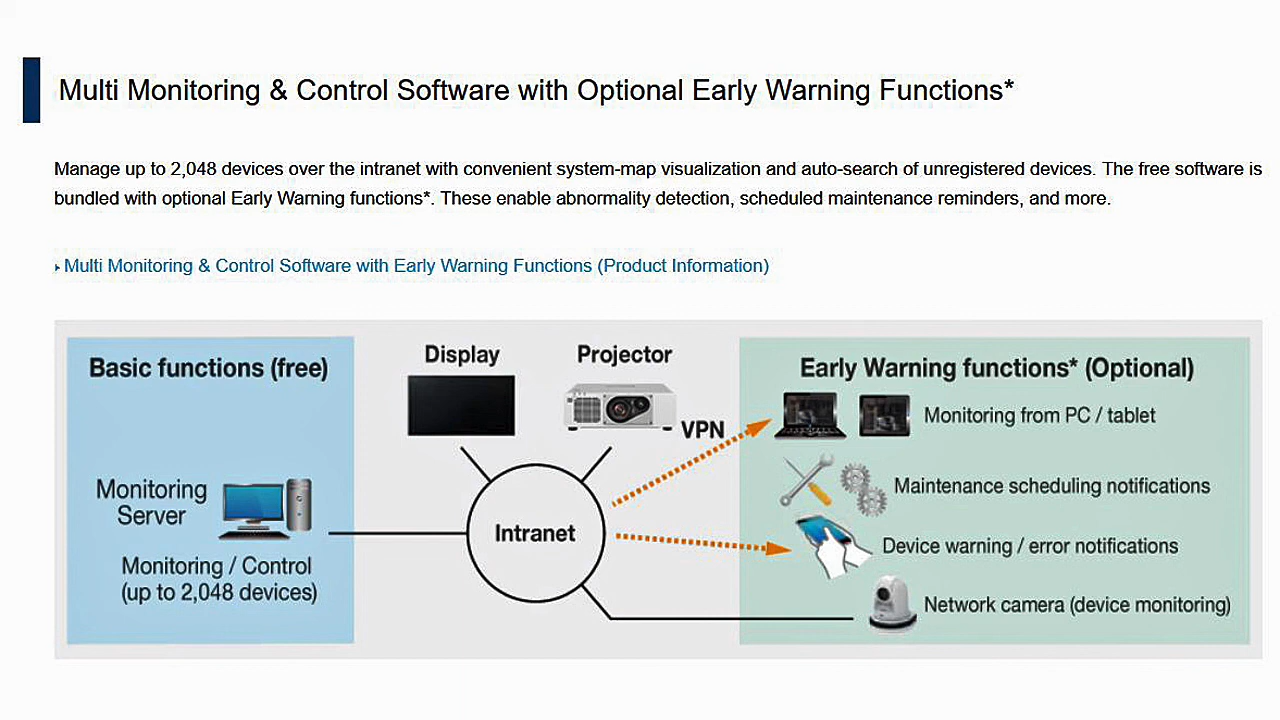 Multi Monitoring & Control Software with Optional Early Warning Functions*
Manage up to 2,048 devices over the intranet with convenient system-map visualization and auto-search of unregistered devices. The free software is
bundled with optional Early Warning functions*. These enable abnormality detection, scheduled maintenance reminders, and more.
Multi Monitoring & Control Software with Early Warning Functions (Product Information)
Basic functions (free)
Monitoring
Server
Monitoring / Control
(up to 2,048 devices)
Display
Projector
VPN
Intranet
Early Warning functions* (Optional)
Monitoring from PC / tablet
Maintenance scheduling notifications
Device warning / error notifications
Network camera (device monitoring)